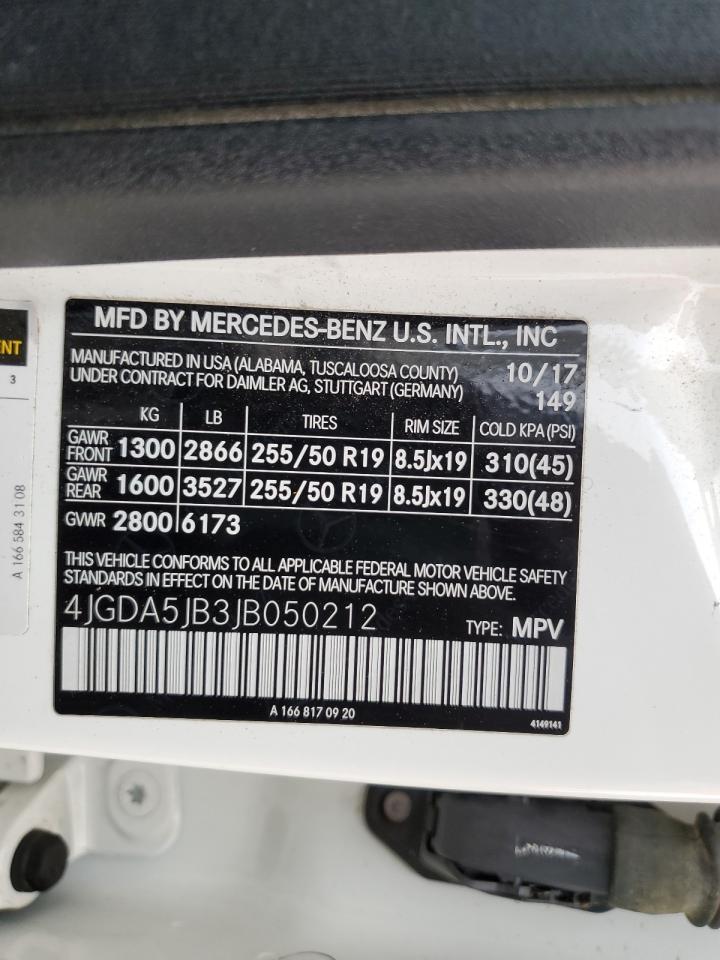 ENT
3
A 166 584 31 08
MFD BY MERCEDES-BENZ U.S. INTL., INC
MANUFACTURED IN USA (ALABAMA, TUSCALOOSA COUNTY) 10/17
UNDER CONTRACT FOR DAIMLER AG, STUTTGART (GERMANY) 149
KG LB TIRES RIM SIZE COLD KPA (PSI)
GAWR FRONT 1300 2866 255/50 R19 8.5Jx19 310(45)
GAWR REAR 1600 3527 255/50 R19 8.5Jx19 330(48)
GVWR 2800 6173
THIS VEHICLE CONFORMS TO ALL APPLICABLE FEDERAL MOTOR VEHICLE SAFETY
STANDARDS IN EFFECT ON THE DATE OF MANUFACTURE SHOWN ABOVE.
4JGDA5JB3JB050212 TYPE: MPV
A 166 817 09 20
4149141